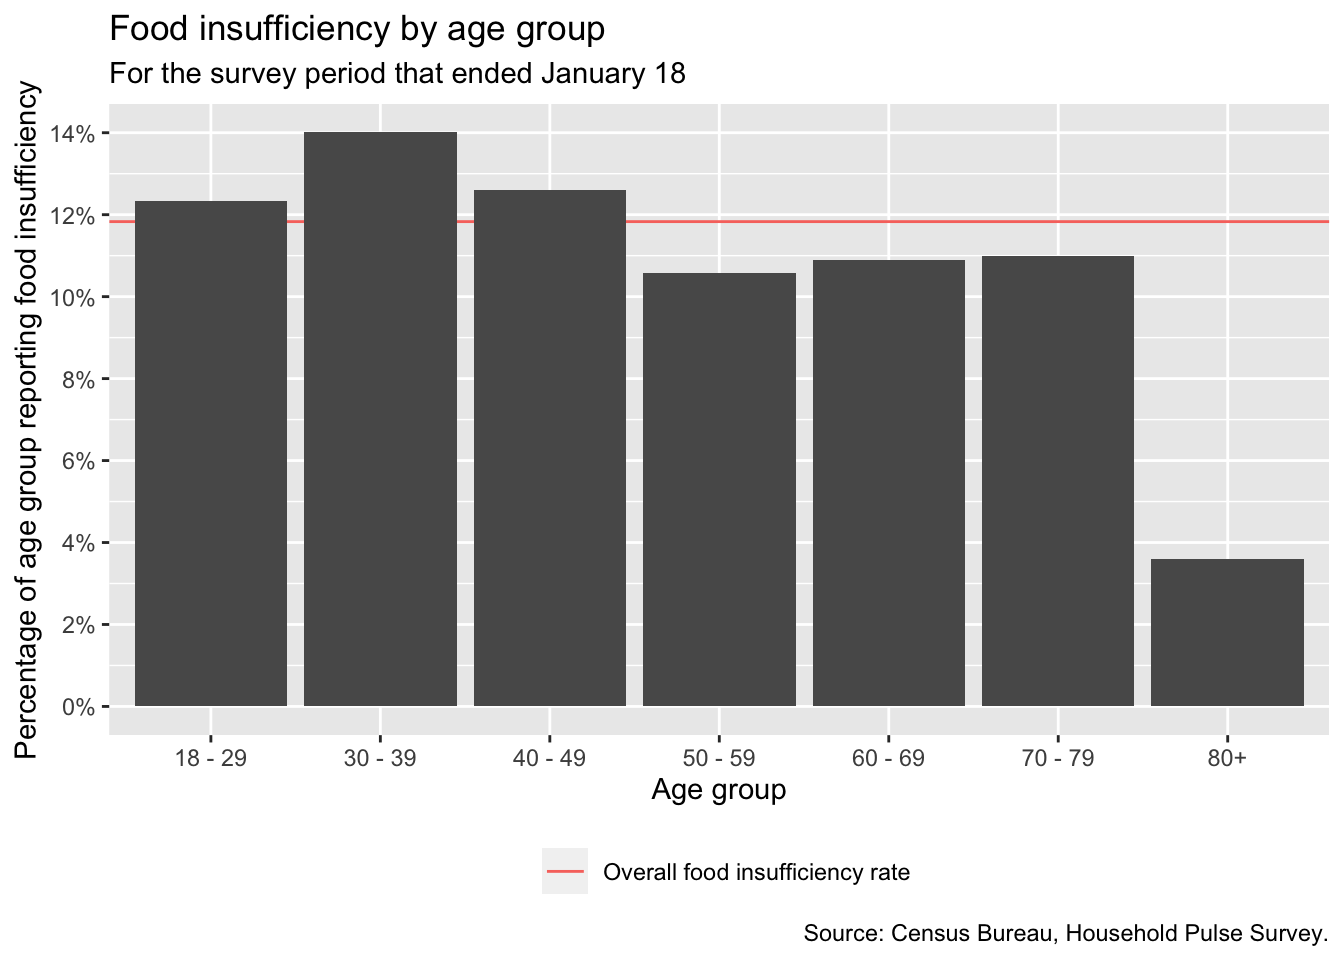 Food insufficiency by age group
For the survey period that ended January 18
Percentage of age group reporting food insufficiency
14%
12%
10%
8%
6%
4%
2%
0%
18 - 29
30 - 39
40 - 49
50 - 59
60 - 69
70 - 79
80+
Age group
Overall food insufficiency rate
Source: Census Bureau, Household Pulse Survey.